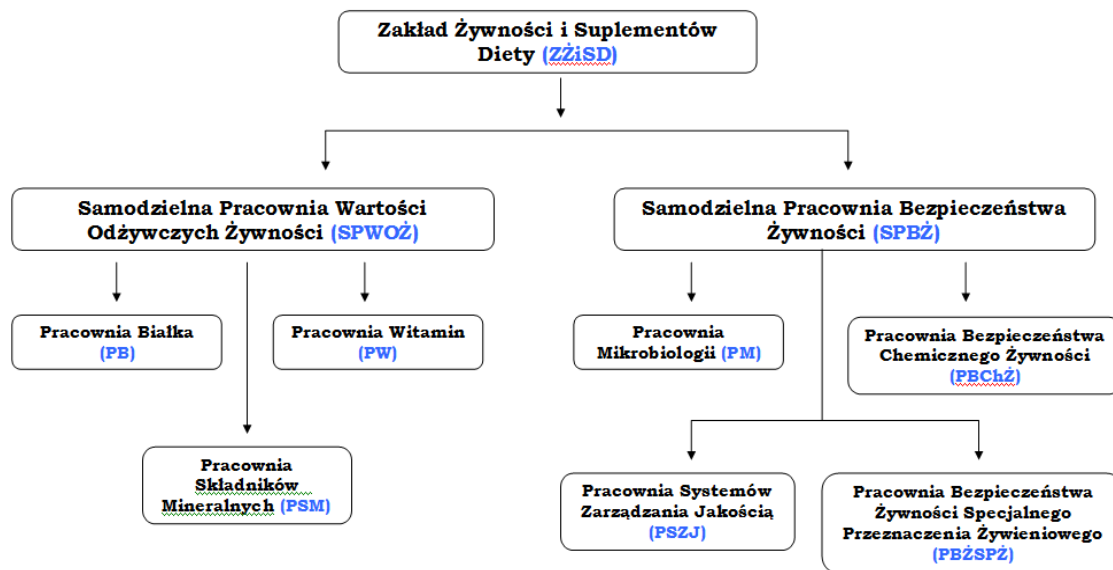 Zakład Żywności i Suplementów
Diety (ZŻiSD)
Samodzielna Pracownia Wartości
Odżywczych Żywności (SPWOŻ)
Samodzielna Pracownia Bezpieczeństwa
Żywności (SPBŻ)
Pracownia Białka
(PB)
Pracownia Witamin
(PW)
Pracownia
Mikrobiologii (PM)
Pracownia Bezpieczeństwa
Chemicznego Żywności
(PBChŻ)
Pracownia
Składników
Mineralnych (PSM)
Pracownia Systemów
Zarządzania Jakością
(PSZJ)
Pracownia Bezpieczeństwa
Żywności Specjalnego
Przeznaczenia Żywieniowego
(PBŻSPŻ)